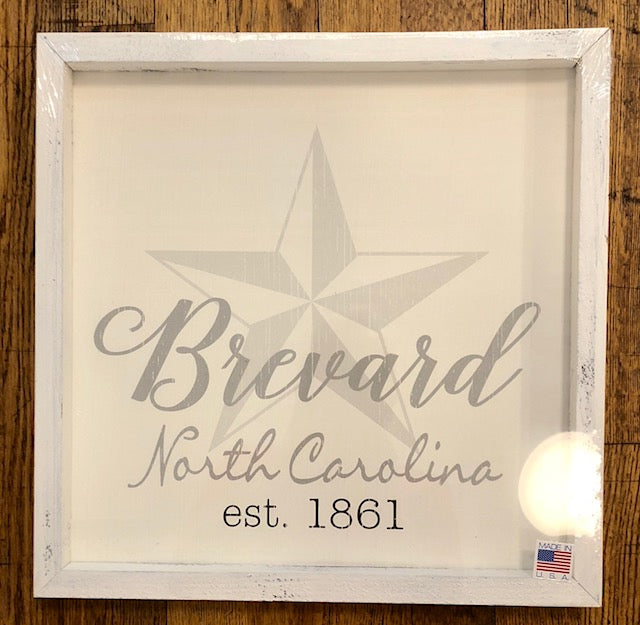 Brevard
North Carolina
est. 1861
MADE IN
U.S.A.